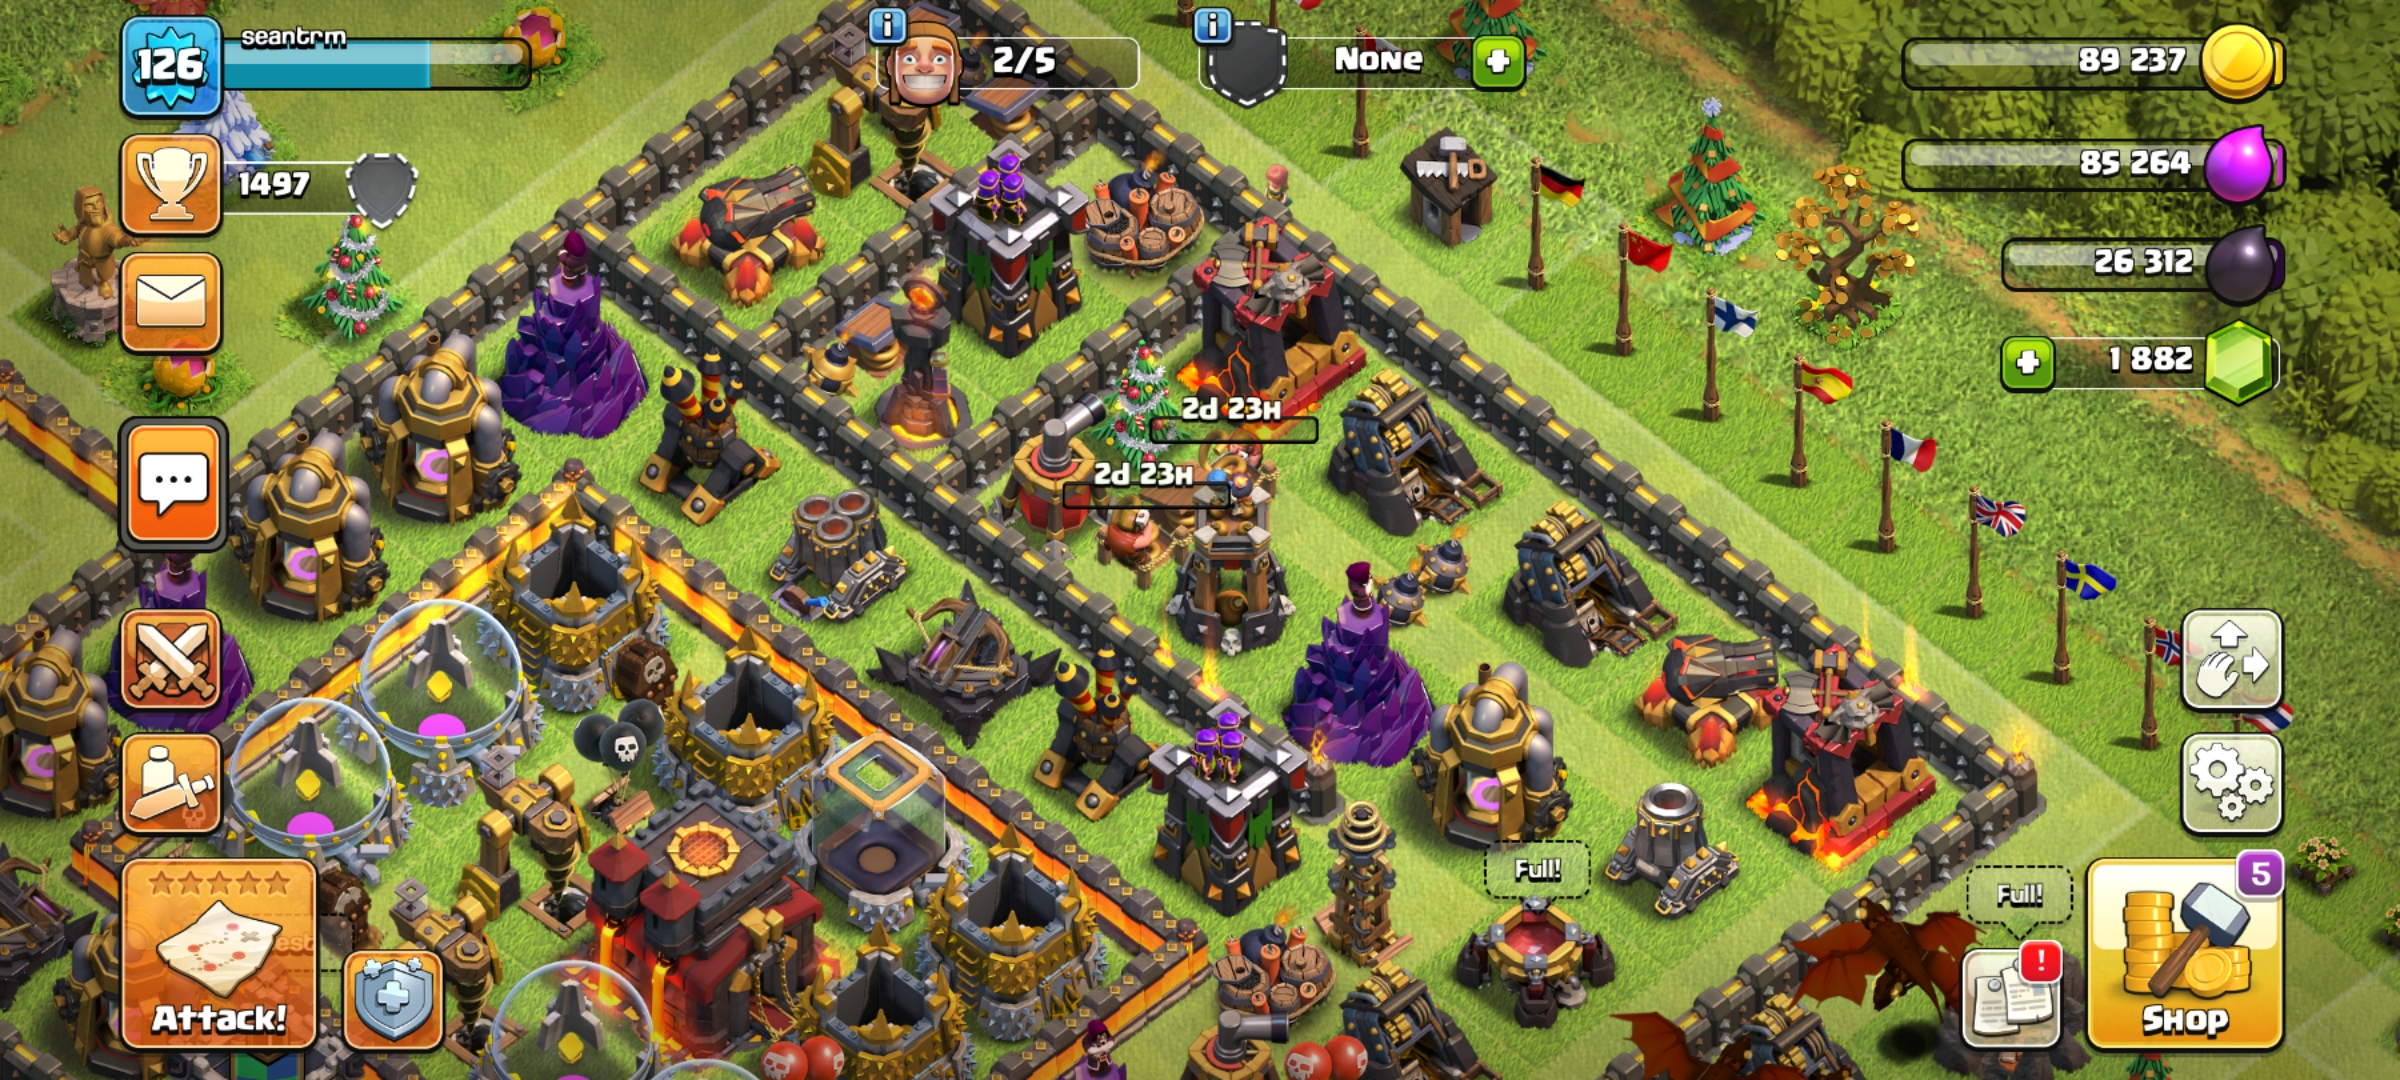 126
seantrm
i
2/5
i
None
89 237
1497
85 264
26 312
1 882
2d 23H
2d 23H
Full!
Full!
5
!
est
Attack!
Shop